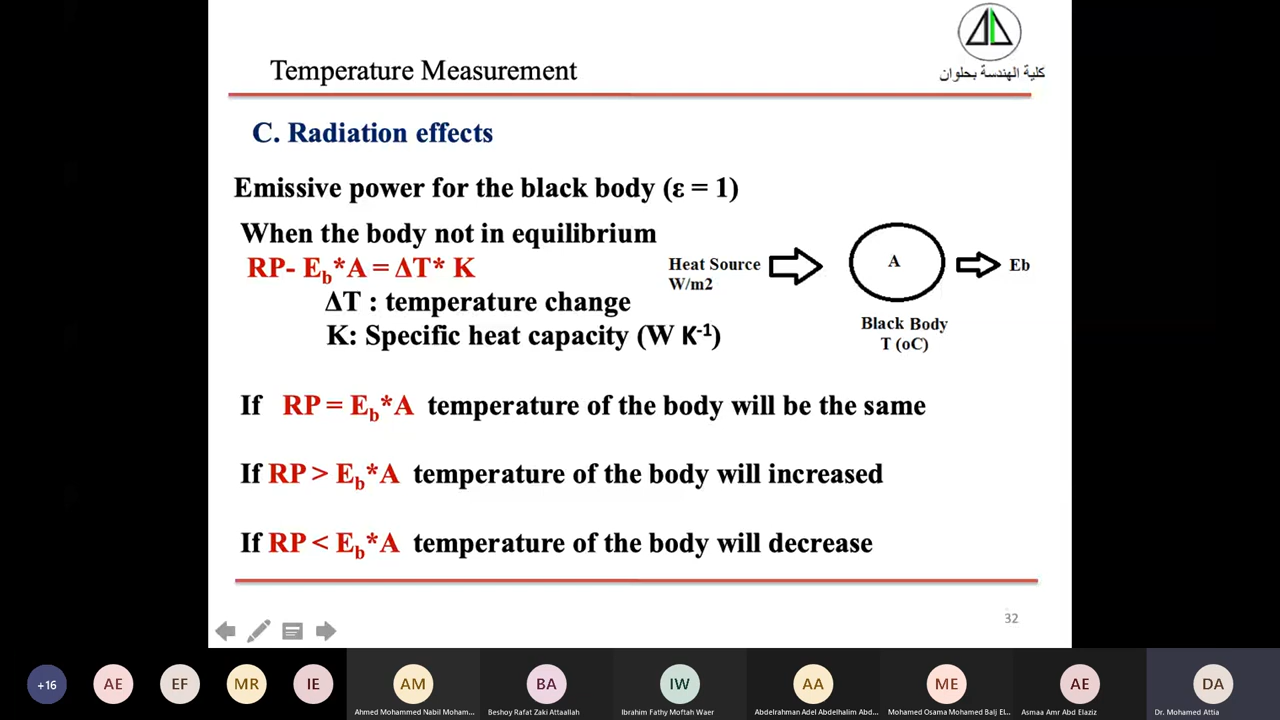 كلية الهندسة بحلوان
Temperature Measurement
C. Radiation effects
Emissive power for the black body (ε = 1)
When the body not in equilibrium
RP- Eb*A = ΔT* K
ΔT : temperature change
K: Specific heat capacity (W K-1)
Heat Source
W/m2
A
Eb
Black Body
T (oC)
If RP = Eb*A temperature of the body will be the same
If RP > Eb*A temperature of the body will increased
If RP < Eb*A temperature of the body will decrease
32
+16
AE
EF
MR
IE
AM
BA
IW
AA
ME
AE
DA
Ahmed Mohammed Nabil Moham...
Beshoy Rafat Zaki Attaallah
Ibrahim Fathy Moftah Waer
Abdelrahman Adel Abdelhalim Abd...
Mohamed Osama Mohamed Balj El...
Asmaa Amr Abd Elaziz
Dr. Mohamed Attia